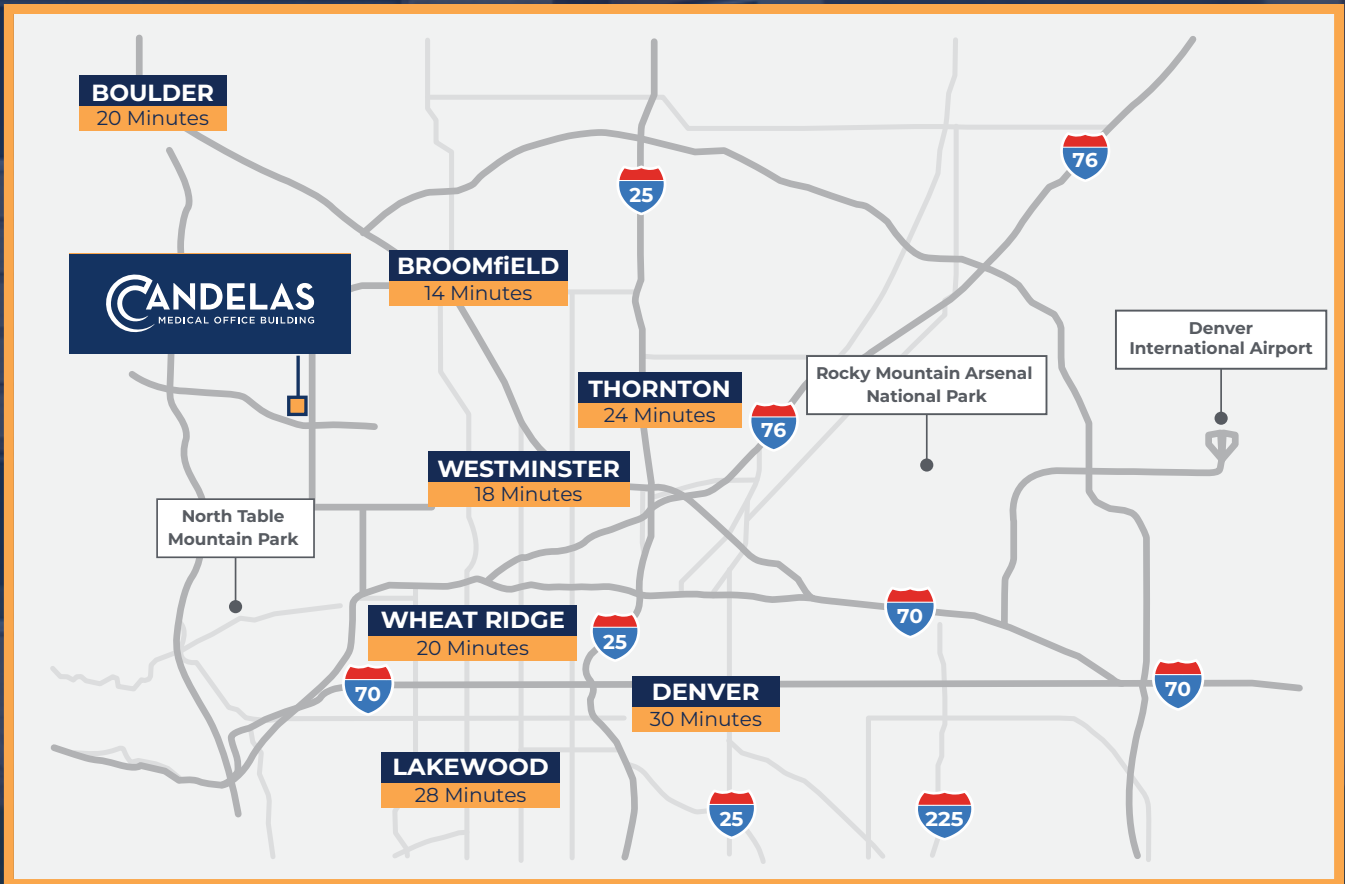 BOULDER
20 Minutes
76
25
BROOMfiELD
14 Minutes
CANDELAS
MEDICAL OFFICE BUILDING
Denver
International Airport
Rocky Mountain Arsenal
National Park
THORNTON
24 Minutes
76
WESTMINSTER
18 Minutes
North Table
Mountain Park
70
WHEAT RIDGE
20 Minutes
25
70
70
DENVER
30 Minutes
LAKEWOOD
28 Minutes
25
225